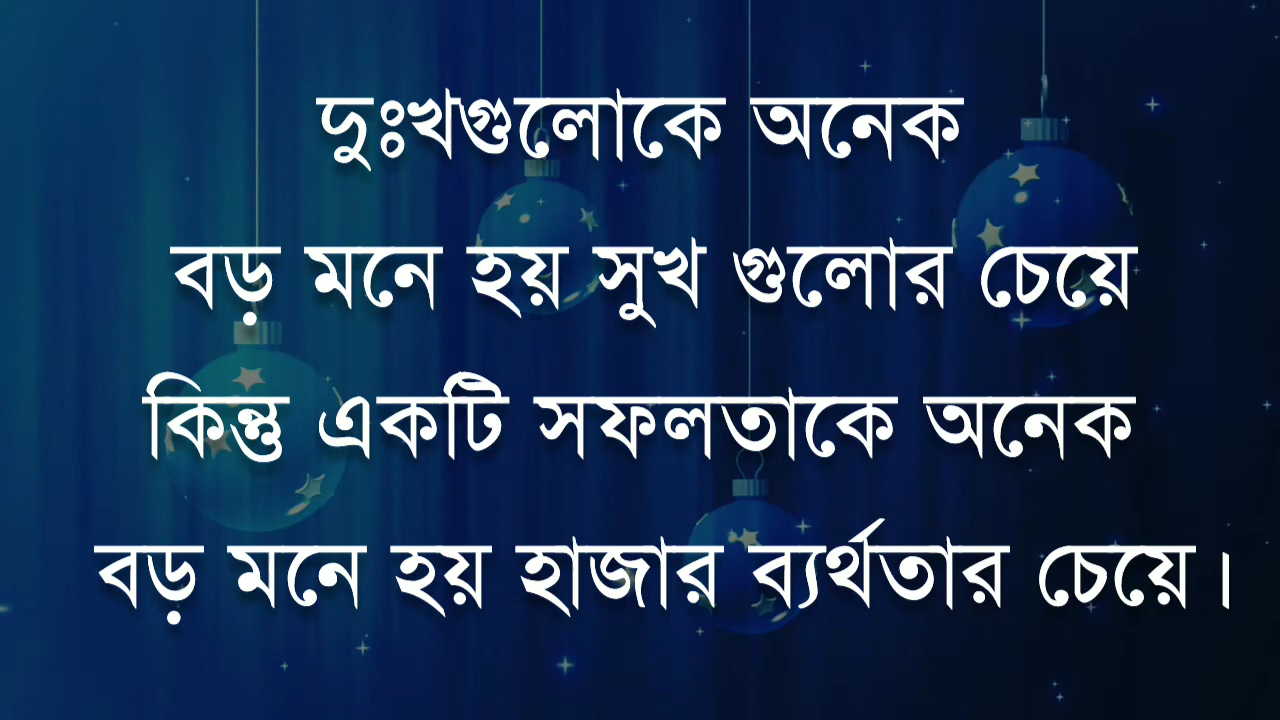 দুঃখগুলোকে অনেক
বড় মনে হয় সুখ গুলোর চেয়ে
কিন্তু একটি সফলতাকে অনেক
বড় মনে হয় হাজার ব্যর্থতার চেয়ে।